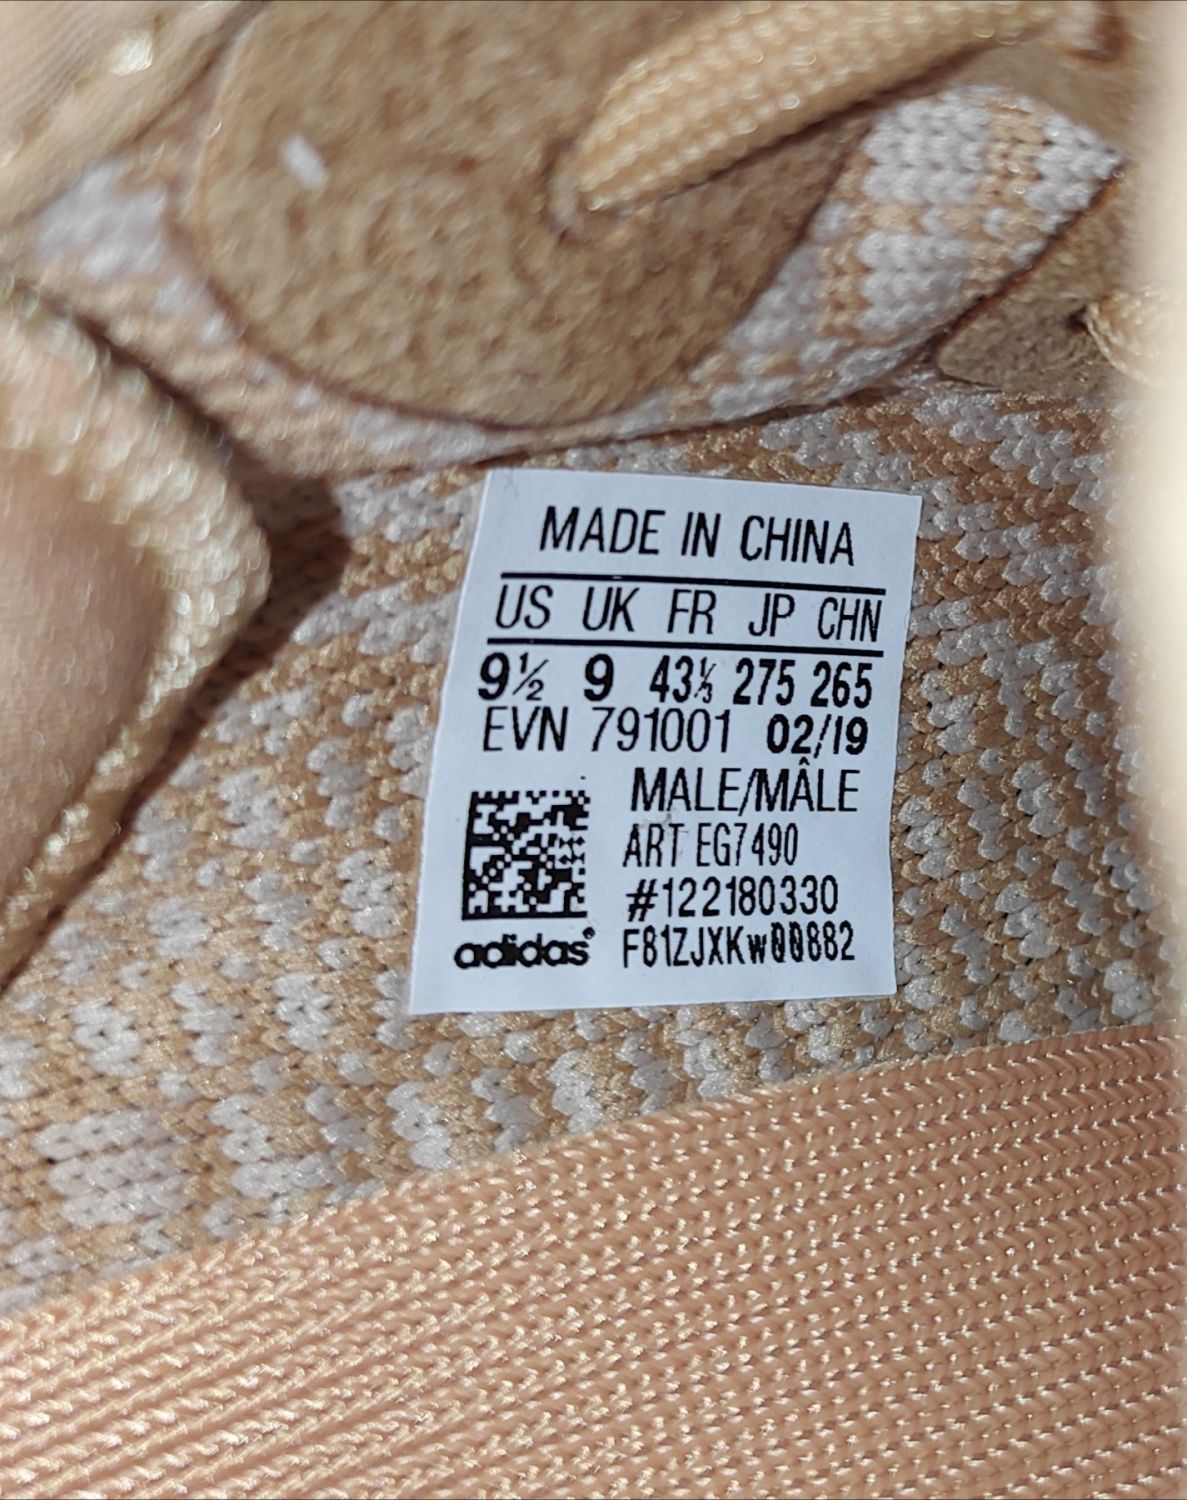 MADE IN CHINA
US UK FR JP CHN
9½ 9 43⅓ 275 265
EVN 791001 02/19
MALE/MÂLE
ART EG7490
#122180330
adidas® F81ZJXKw00882